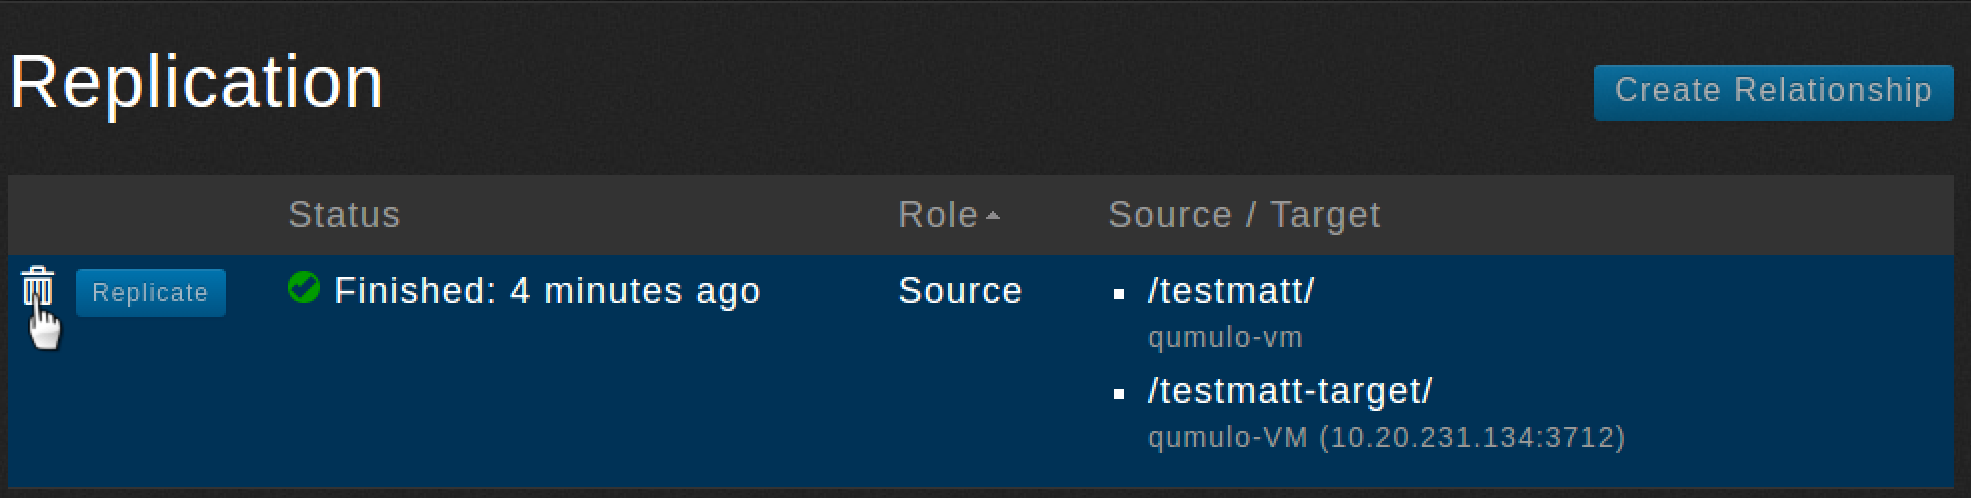 Replication
Create Relationship
Status Role Source / Target
Replicate Finished: 4 minutes ago Source /testmatt/
qumulo-vm
/testmatt-target/
qumulo-VM (10.20.231.134:3712)